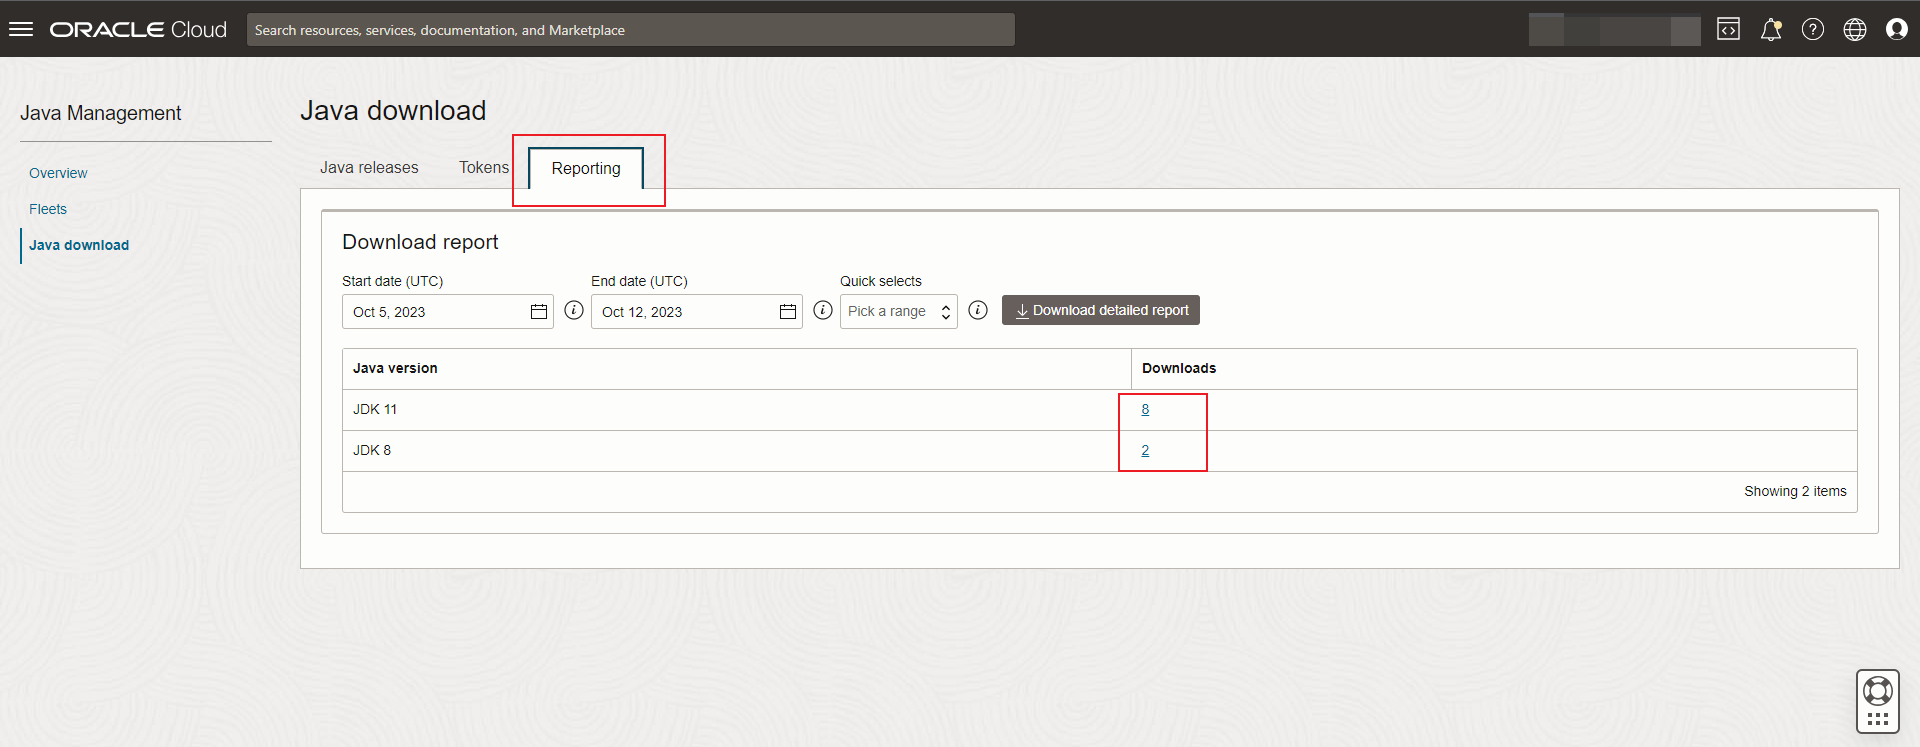 ORACLE Cloud
Search resources, services, documentation, and Marketplace
Java Management
Overview
Fleets
Java download
Java download
Java releases
Tokens
Reporting
Download report
Start date (UTC)
End date (UTC)
Quick selects
Oct 5, 2023
Oct 12, 2023
Pick a range
Download detailed report
Java version
Downloads
JDK 11
8
JDK 8
2
Showing 2 items